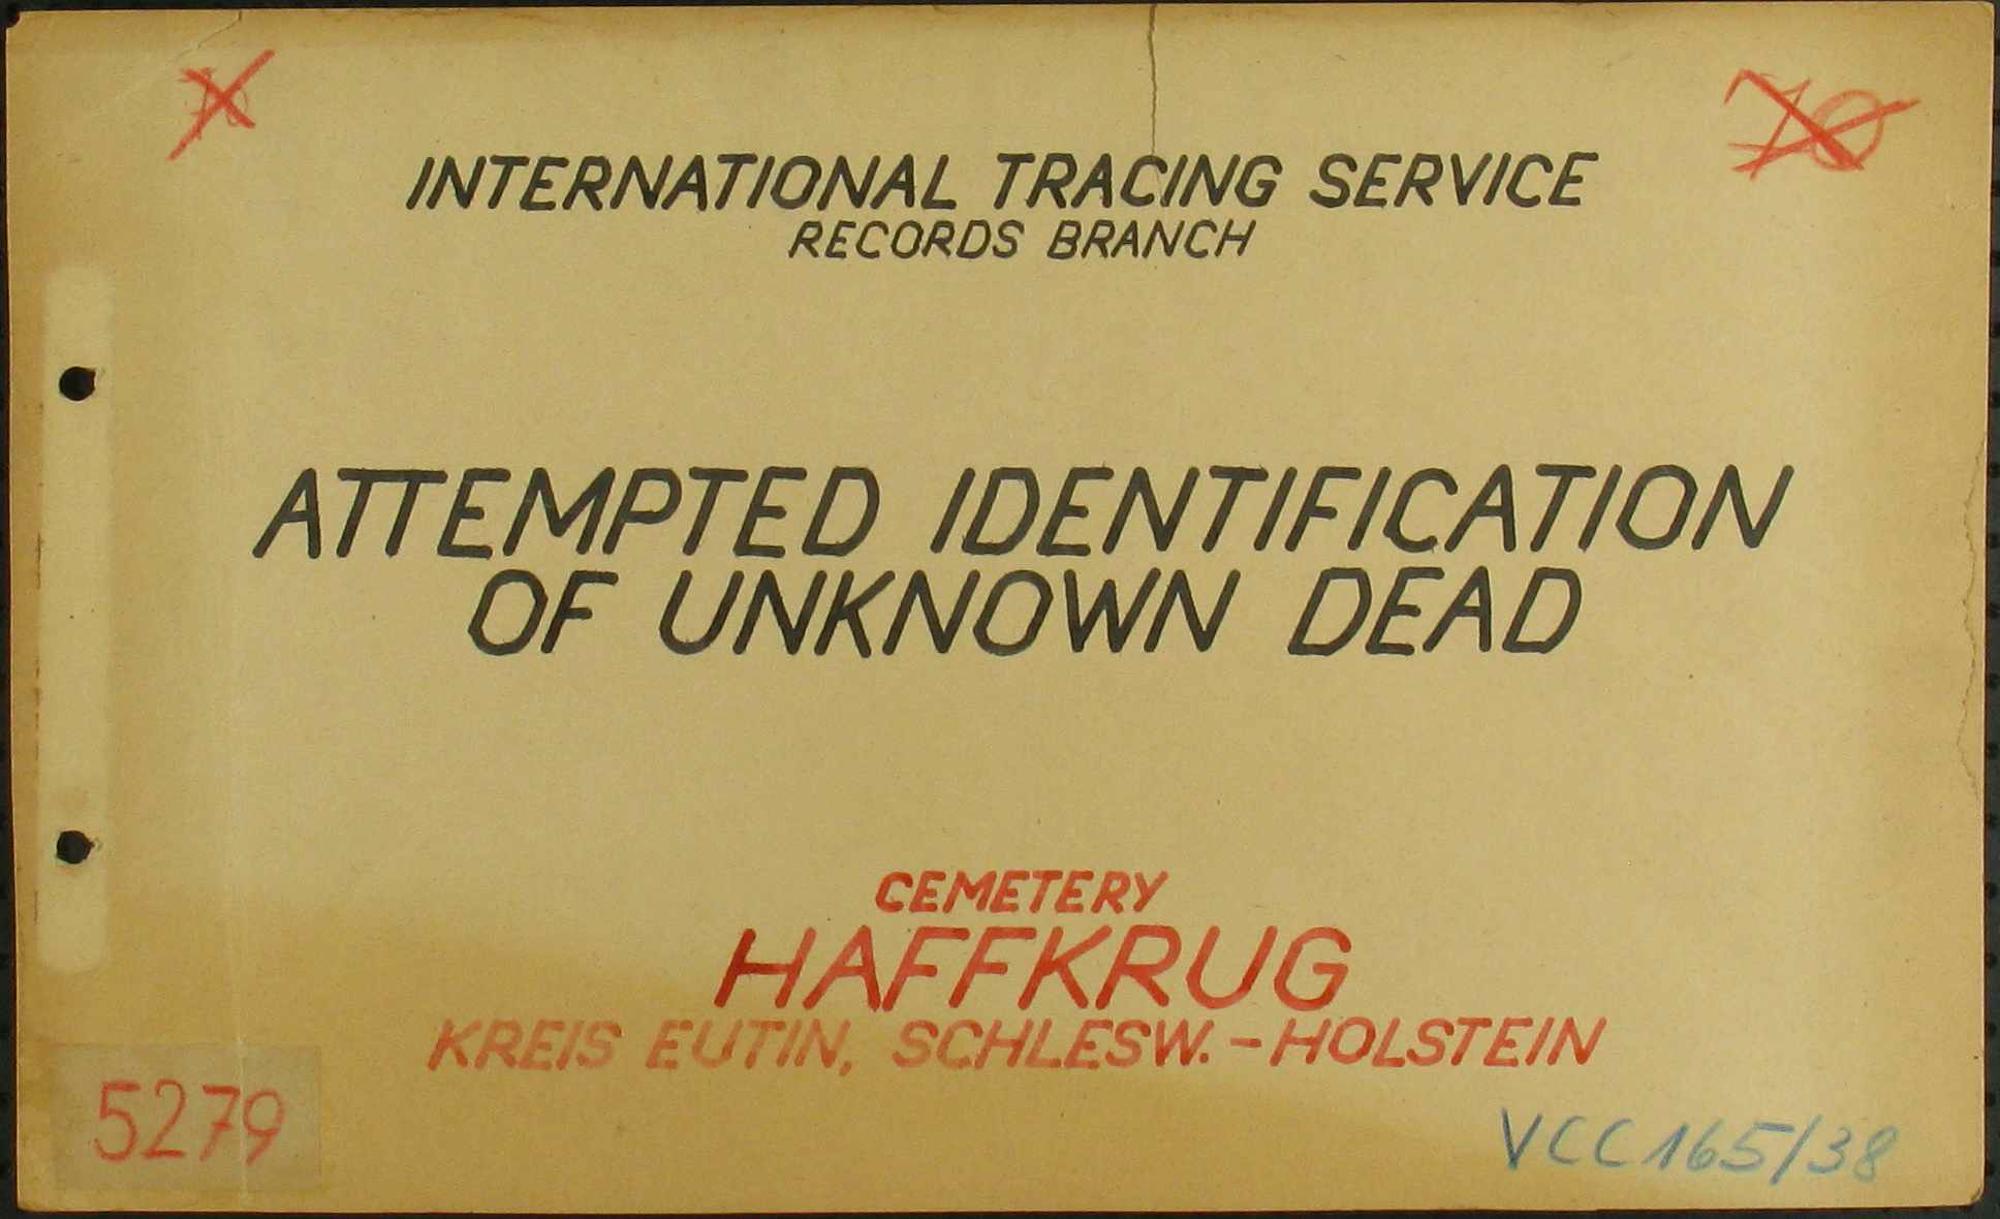 70
INTERNATIONAL TRACING SERVICE
RECORDS BRANCH
ATTEMPTED IDENTIFICATION
OF UNKNOWN DEAD
CEMETERY
HAFFKRUG
KREIS EUTIN, SCHLESW.-HOLSTEIN
5279
VCC 165/38